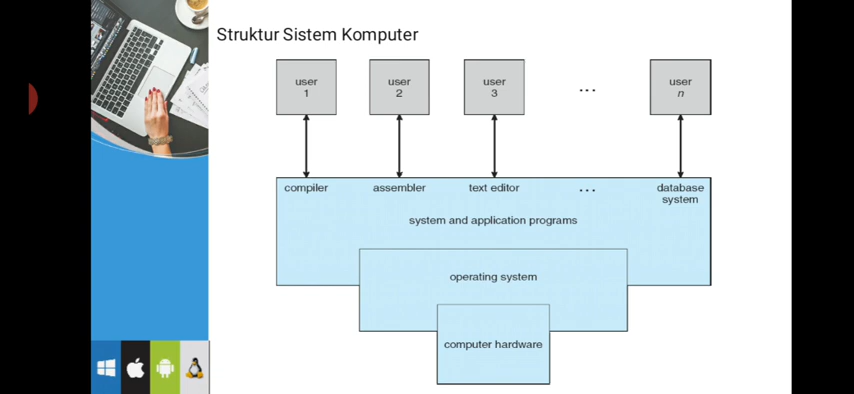 Struktur Sistem Komputer
user
1
user
2
user
3
...
user
n
compiler
assembler
text editor
...
database
system
system and application programs
operating system
computer hardware